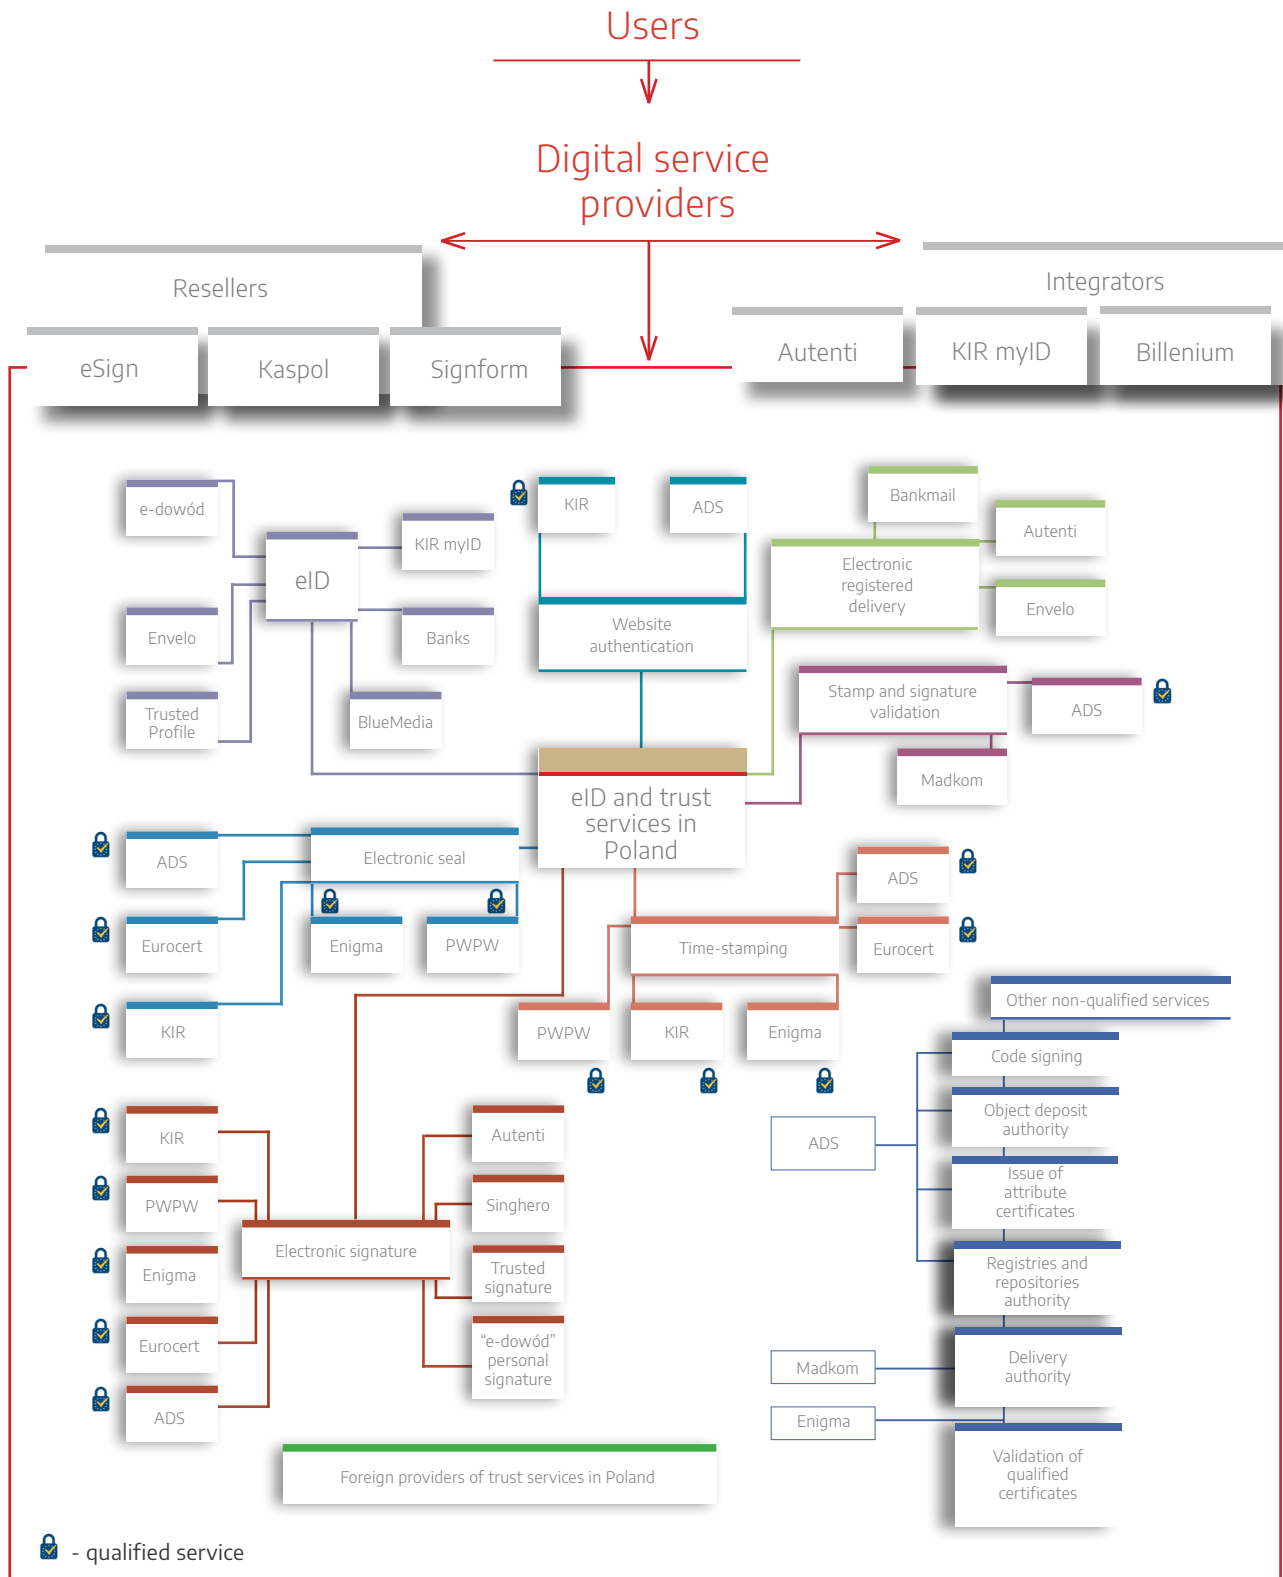 Users
Digital service
providers
Resellers
eSign
Kaspol
Signform
Integrators
Autenti
KIR myID
Billenium
e-dowód
eID
KIR myID
Envelo
Banks
Trusted
Profile
BlueMedia
KIR
ADS
Website
authentication
Bankmail
Autenti
Electronic
registered
delivery
Envelo
Stamp and signature
validation
ADS
Madkom
eID and trust
services in
Poland
ADS
Electronic seal
Eurocert
Enigma
PWPW
KIR
ADS
Time-stamping
Eurocert
PWPW
KIR
Enigma
Other non-qualified services
Code signing
Object deposit
authority
ADS
Issue of
attribute
certificates
Registries and
repositories
authority
Madkom
Delivery
authority
Enigma
Validation of
qualified
certificates
KIR
PWPW
Enigma
Eurocert
ADS
Electronic signature
Autenti
Singhero
Trusted
signature
“e-dowód”
personal
signature
Foreign providers of trust services in Poland
- qualified service